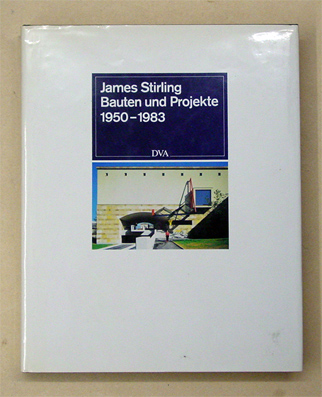 James Stirling
Bauten und Projekte
1950–1983
DVA